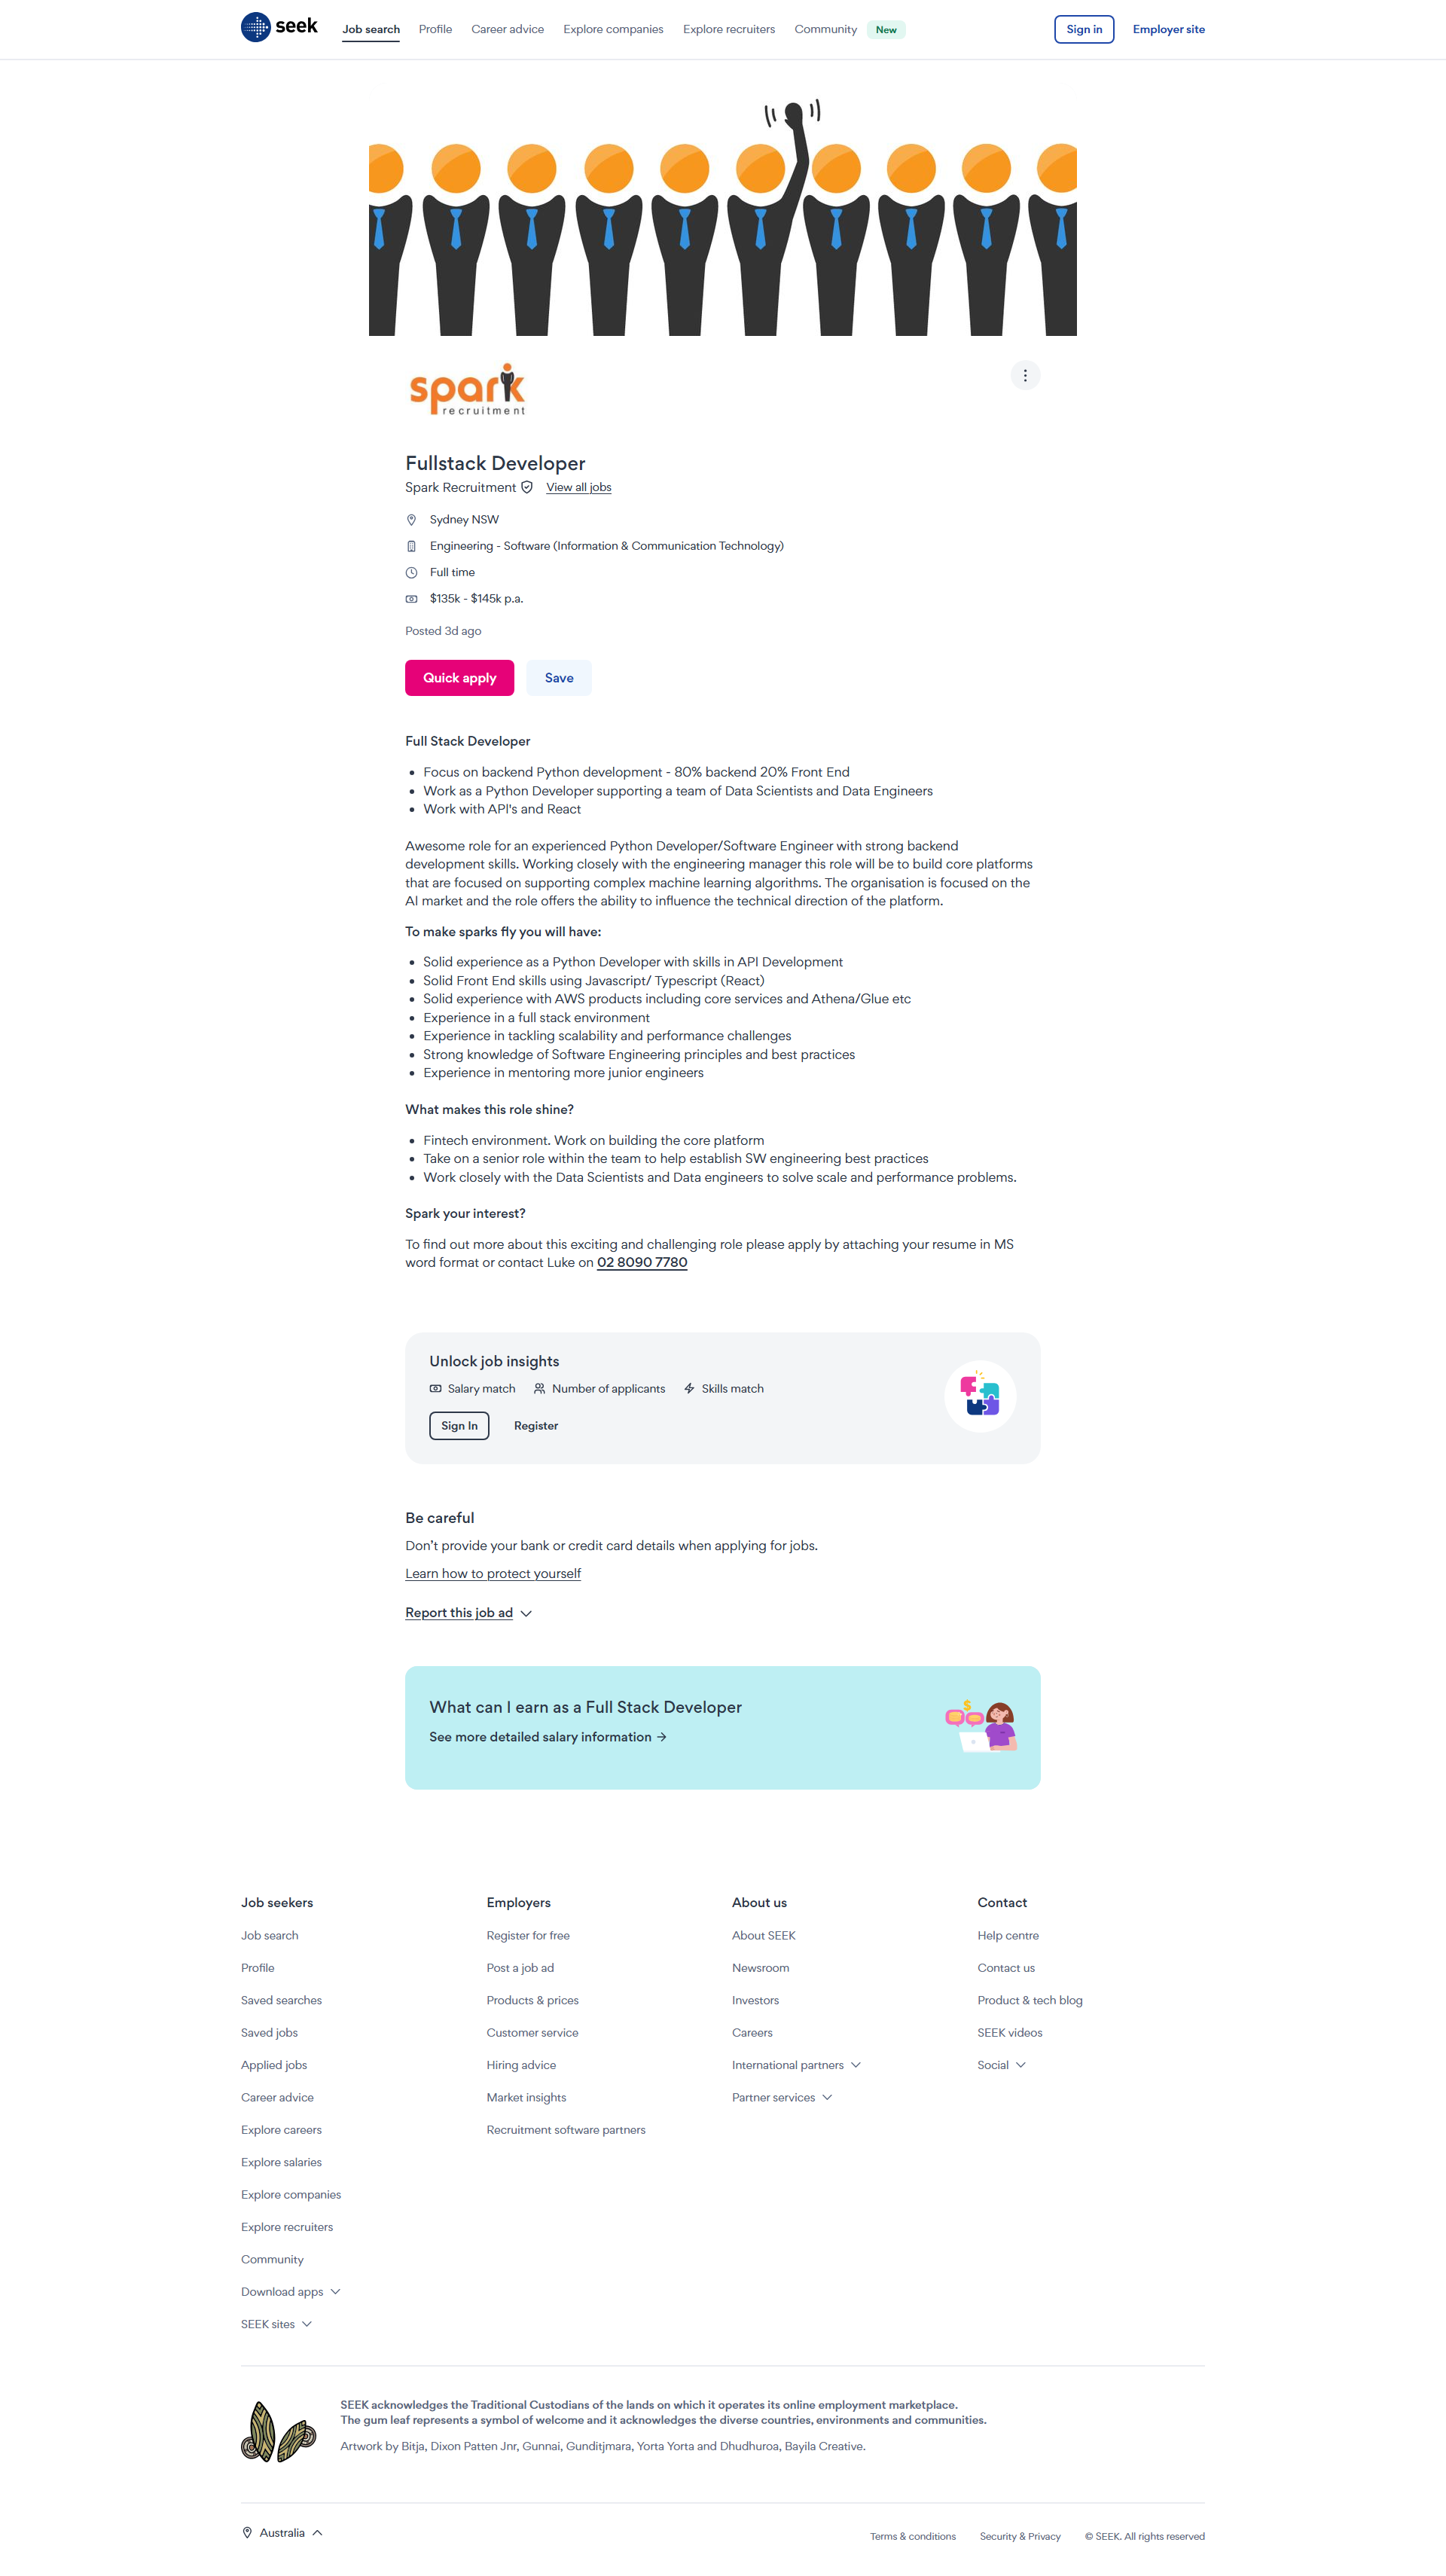 seek
Job search
Profile
Career advice
Explore companies
Explore recruiters
Community
New
Sign in
Employer site
spark
recruitment
Fullstack Developer
Spark Recruitment
View all jobs
Sydney NSW
Engineering - Software (Information & Communication Technology)
Full time
$135k - $145k p.a.
Posted 3d ago
Quick apply
Save
Full Stack Developer
Focus on backend Python development - 80% backend 20% Front End
Work as a Python Developer supporting a team of Data Scientists and Data Engineers
Work with API's and React
Awesome role for an experienced Python Developer/Software Engineer with strong backend
development skills. Working closely with the engineering manager this role will be to build core platforms
that are focused on supporting complex machine learning algorithms. The organisation is focused on the
AI market and the role offers the ability to influence the technical direction of the platform.
To make sparks fly you will have:
Solid experience as a Python Developer with skills in API Development
Solid Front End skills using Javascript/ Typescript (React)
Solid experience with AWS products including core services and Athena/Glue etc
Experience in a full stack environment
Experience in tackling scalability and performance challenges
Strong knowledge of Software Engineering principles and best practices
Experience in mentoring more junior engineers
What makes this role shine?
Fintech environment. Work on building the core platform
Take on a senior role within the team to help establish SW engineering best practices
Work closely with the Data Scientists and Data engineers to solve scale and performance problems.
Spark your interest?
To find out more about this exciting and challenging role please apply by attaching your resume in MS
word format or contact Luke on 02 8090 7780
Unlock job insights
Salary match
Number of applicants
Skills match
Sign In
Register
Be careful
Don’t provide your bank or credit card details when applying for jobs.
Learn how to protect yourself
Report this job ad
What can I earn as a Full Stack Developer
See more detailed salary information
$
Job seekers
Job search
Profile
Saved searches
Saved jobs
Applied jobs
Career advice
Explore careers
Explore salaries
Explore companies
Explore recruiters
Community
Download apps
SEEK sites
Employers
Register for free
Post a job ad
Products & prices
Customer service
Hiring advice
Market insights
Recruitment software partners
About us
About SEEK
Newsroom
Investors
Careers
International partners
Partner services
Contact
Help centre
Contact us
Product & tech blog
SEEK videos
Social
SEEK acknowledges the Traditional Custodians of the lands on which it operates its online employment marketplace.
The gum leaf represents a symbol of welcome and it acknowledges the diverse countries, environments and communities.
Artwork by Bitja, Dixon Patten Jnr, Gunnai, Gunditjmara, Yorta Yorta and Dhudhuroa, Bayila Creative.
Australia
Terms & conditions
Security & Privacy
© SEEK. All rights reserved